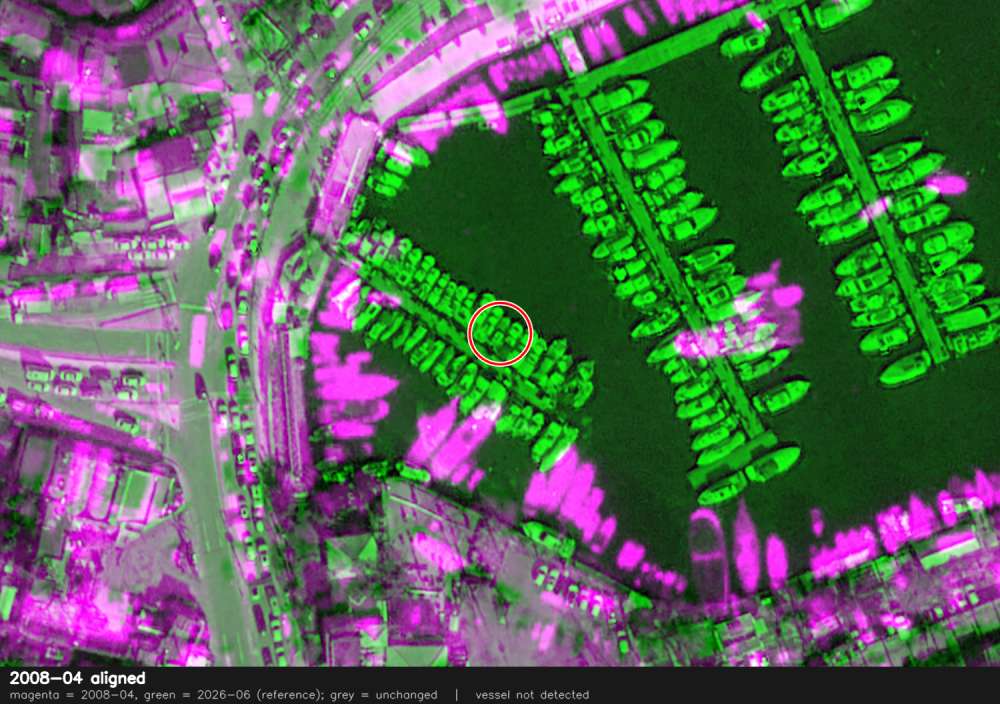 2008-04 aligned
magenta = 2008-04, green = 2026-06 (reference); grey = unchanged | vessel not detected